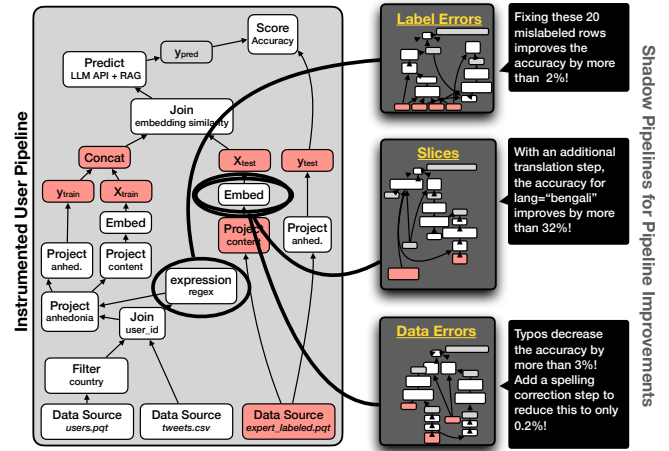 Instrumented User Pipeline
Score
Accuracy
ypred
Predict
LLM API + RAG
Join
embedding similarity
Concat
Xtest
ytest
ytrain
Xtrain
Embed
Embed
Project
content
Project
anhed.
Project
anhed.
Project
content
expression
regex
Project
anhedonia
Join
user_id
Filter
country
Data Source
users.pqt
Data Source
tweets.csv
Data Source
expert_labeled.pqt
Label Errors
Fixing these 20
mislabeled rows
improves the
accuracy by more
than 2%!
Slices
With an additional
translation step,
the accuracy for
lang="bengali"
improves by more
than 32%!
Data Errors
Typos decrease
the accuracy by
more than 3%!
Add a spelling
correction step to
reduce this to only
0.2%!
Shadow Pipelines for Pipeline Improvements